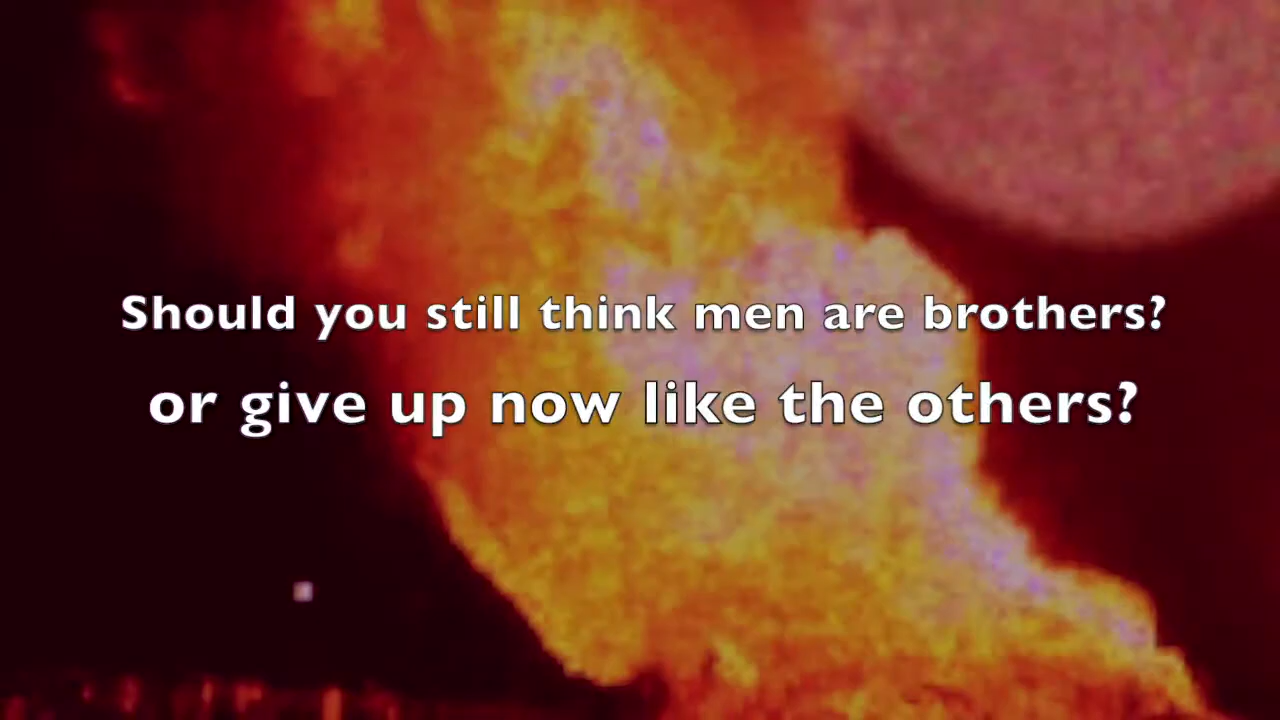 Should you still think men are brothers?
or give up now like the others?